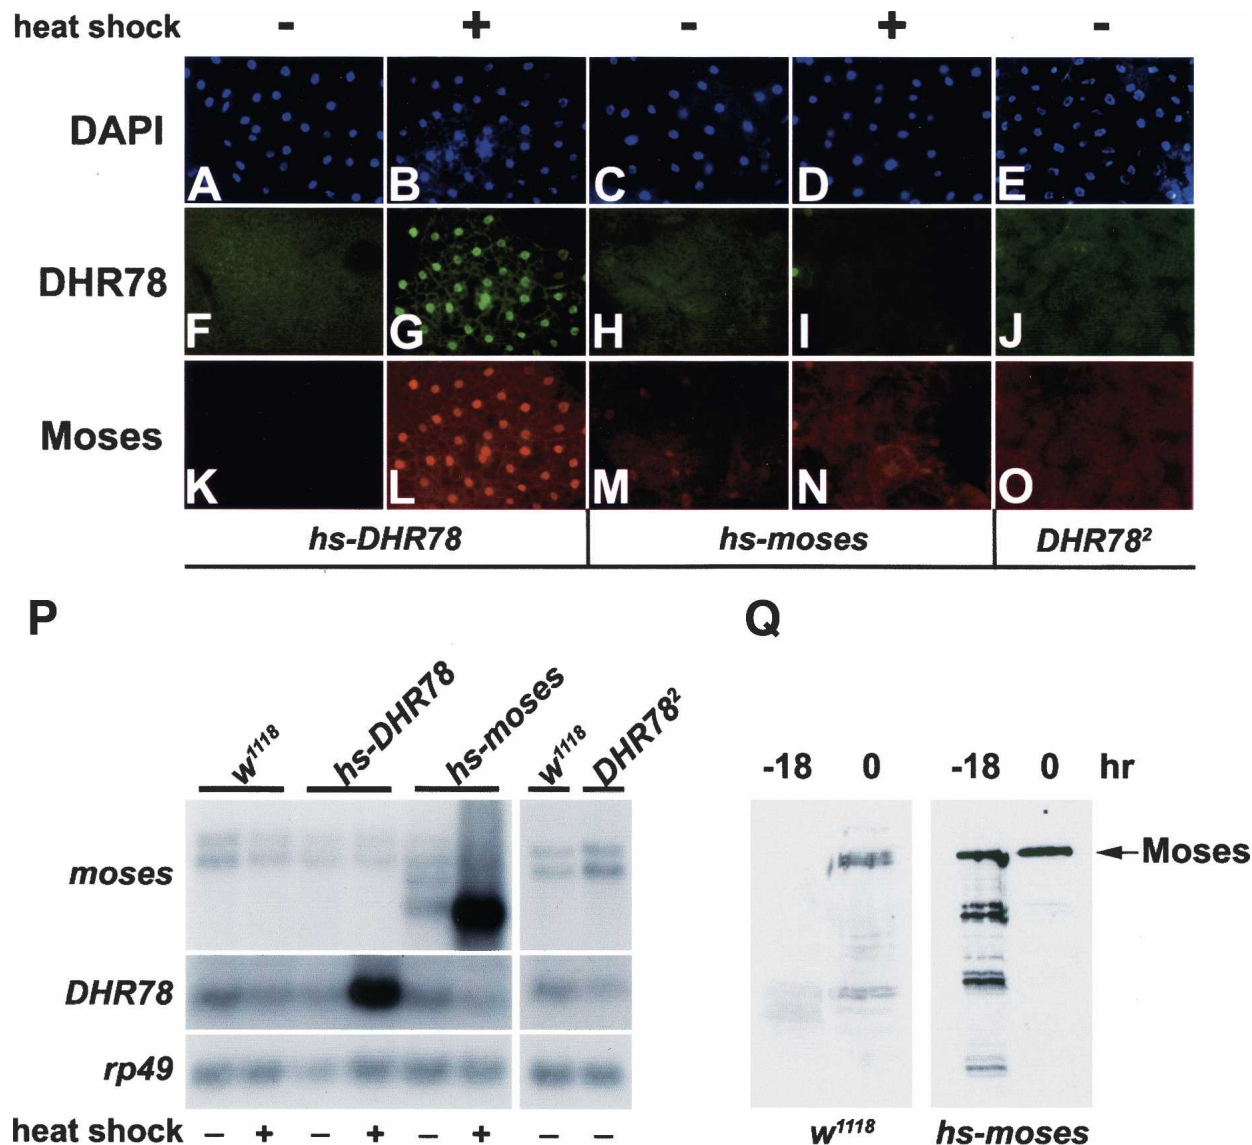 heat shock - + - + -
DAPI
A B C D E
DHR78
F G H I J
Moses
K L M N O
hs-DHR78 hs-moses DHR78²
P Q
w¹¹¹⁸ hs-DHR78 hs-moses w¹¹¹⁸ DHR78²
-18 0 -18 0 hr
moses
Moses
DHR78
rp49
heat shock – + – + – + – –
w¹¹¹⁸ hs-moses